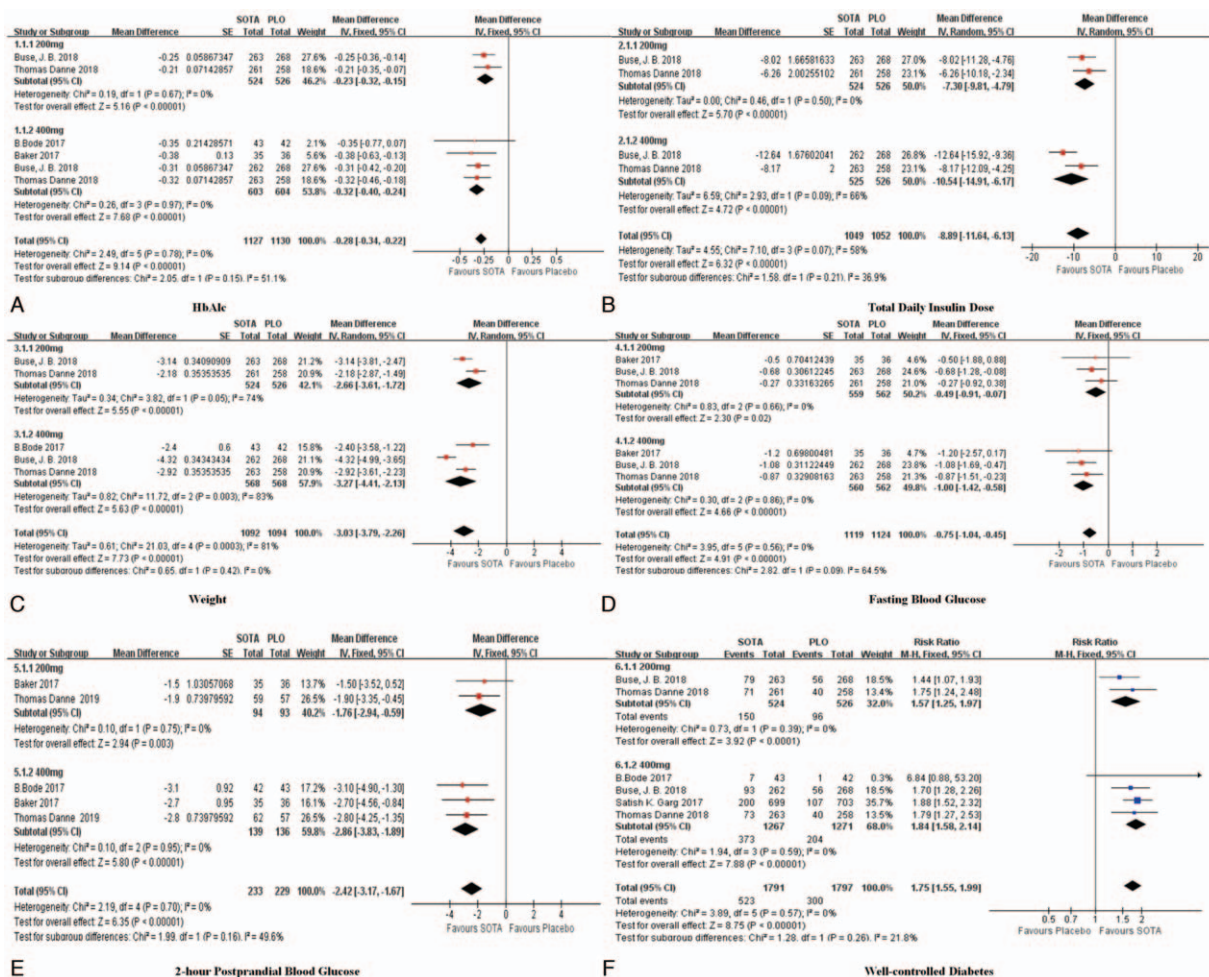 SOTA PLO Mean Difference Mean Difference
Study or Subgroup Mean Difference SE Total Total Weight IV, Fixed, 95% CI IV, Fixed, 95% CI
1.1.1 200mg
Buse, J. B. 2018 -0.25 0.05867347 263 268 27.6% -0.25 [-0.36, -0.14]
Thomas Danne 2018 -0.21 0.07142857 261 258 18.6% -0.21 [-0.35, -0.07]
Subtotal (95% CI) 524 526 46.2% -0.23 [-0.32, -0.15]
Heterogeneity: Chi² = 0.19, df = 1 (P = 0.67); I² = 0%
Test for overall effect: Z = 5.16 (P < 0.00001)
1.1.2 400mg
B.Bode 2017 -0.35 0.21428571 43 42 2.1% -0.35 [-0.77, 0.07]
Baker 2017 -0.38 0.13 35 36 5.6% -0.38 [-0.63, -0.13]
Buse, J. B. 2018 -0.31 0.05867347 262 268 27.6% -0.31 [-0.42, -0.20]
Thomas Danne 2018 -0.32 0.07142857 263 258 18.6% -0.32 [-0.46, -0.18]
Subtotal (95% CI) 603 604 53.8% -0.32 [-0.40, -0.24]
Heterogeneity: Chi² = 0.26, df = 3 (P = 0.97); I² = 0%
Test for overall effect: Z = 7.68 (P < 0.00001)
Total (95% CI) 1127 1130 100.0% -0.28 [-0.34, -0.22]
Heterogeneity: Chi² = 2.49, df = 5 (P = 0.78); I² = 0%
Test for overall effect: Z = 9.14 (P < 0.00001)
Test for subgroup differences: Chi² = 2.05, df = 1 (P = 0.15); I² = 51.1%
-0.5 -0.25 0 0.25 0.5
Favours SOTA Favours Placebo
A HbAlc
SOTA PLO Mean Difference Mean Difference
Study or Subgroup Mean Difference SE Total Total Weight IV, Random, 95% CI IV, Random, 95% CI
2.1.1 200mg
Buse, J. B. 2018 -8.02 1.66581633 263 268 27.0% -8.02 [-11.28, -4.76]
Thomas Danne 2018 -6.26 2.00255102 261 258 23.1% -6.26 [-10.18, -2.34]
Subtotal (95% CI) 524 526 50.0% -7.30 [-9.81, -4.79]
Heterogeneity: Tau² = 0.00; Chi² = 0.46, df = 1 (P = 0.50); I² = 0%
Test for overall effect: Z = 5.70 (P < 0.00001)
2.1.2 400mg
Buse, J. B. 2018 -12.64 1.67602041 262 268 26.8% -12.64 [-15.92, -9.36]
Thomas Danne 2018 -8.17 2 263 258 23.1% -8.17 [-12.09, -4.25]
Subtotal (95% CI) 525 526 50.0% -10.54 [-14.91, -6.17]
Heterogeneity: Tau² = 6.59; Chi² = 2.93, df = 1 (P = 0.09); I² = 66%
Test for overall effect: Z = 4.72 (P < 0.00001)
Total (95% CI) 1049 1052 100.0% -8.89 [-11.64, -6.13]
Heterogeneity: Tau² = 4.55; Chi² = 7.10, df = 3 (P = 0.07); I² = 58%
Test for overall effect: Z = 6.32 (P < 0.00001)
Test for subgroup differences: Chi² = 1.58, df = 1 (P = 0.21); I² = 36.9%
-20 -10 0 10 20
Favours SOTA Favours Placebo
B Total Daily Insulin Dose
SOTA PLO Mean Difference Mean Difference
Study or Subgroup Mean Difference SE Total Total Weight IV, Random, 95% CI IV, Random, 95% CI
3.1.1 200mg
Buse, J. B. 2018 -3.14 0.34090909 263 268 21.2% -3.14 [-3.81, -2.47]
Thomas Danne 2018 -2.18 0.35353535 261 258 20.9% -2.18 [-2.87, -1.49]
Subtotal (95% CI) 524 526 42.1% -2.66 [-3.61, -1.72]
Heterogeneity: Tau² = 0.34; Chi² = 3.82, df = 1 (P = 0.05); I² = 74%
Test for overall effect: Z = 5.55 (P < 0.00001)
3.1.2 400mg
B.Bode 2017 -2.4 0.6 43 42 15.8% -2.40 [-3.58, -1.22]
Buse, J. B. 2018 -4.32 0.34343434 262 268 21.1% -4.32 [-4.99, -3.65]
Thomas Danne 2018 -2.92 0.35353535 263 258 20.9% -2.92 [-3.61, -2.23]
Subtotal (95% CI) 568 568 57.9% -3.27 [-4.41, -2.13]
Heterogeneity: Tau² = 0.82; Chi² = 11.72, df = 2 (P = 0.003); I² = 83%
Test for overall effect: Z = 5.63 (P < 0.00001)
Total (95% CI) 1092 1094 100.0% -3.03 [-3.79, -2.26]
Heterogeneity: Tau² = 0.61; Chi² = 21.03, df = 4 (P = 0.0003); I² = 81%
Test for overall effect: Z = 7.73 (P < 0.00001)
Test for subgroup differences: Chi² = 0.65, df = 1 (P = 0.42); I² = 0%
-4 -2 0 2 4
Favours SOTA Favours Placebo
C Weight
SOTA PLO Mean Difference Mean Difference
Study or Subgroup Mean Difference SE Total Total Weight IV, Fixed, 95% CI IV, Fixed, 95% CI
4.1.1 200mg
Baker 2017 -0.5 0.70412439 35 36 4.6% -0.50 [-1.88, 0.88]
Buse, J. B. 2018 -0.68 0.30612245 263 268 24.6% -0.68 [-1.28, -0.08]
Thomas Danne 2018 -0.27 0.33163265 261 258 21.0% -0.27 [-0.92, 0.38]
Subtotal (95% CI) 559 562 50.2% -0.49 [-0.91, -0.07]
Heterogeneity: Chi² = 0.83, df = 2 (P = 0.66); I² = 0%
Test for overall effect: Z = 2.30 (P = 0.02)
4.1.2 400mg
Baker 2017 -1.2 0.69800481 35 36 4.7% -1.20 [-2.57, 0.17]
Buse, J. B. 2018 -1.08 0.31122449 262 268 23.8% -1.08 [-1.69, -0.47]
Thomas Danne 2018 -0.87 0.32908163 263 258 21.3% -0.87 [-1.51, -0.23]
Subtotal (95% CI) 560 562 49.8% -1.00 [-1.42, -0.58]
Heterogeneity: Chi² = 0.30, df = 2 (P = 0.86); I² = 0%
Test for overall effect: Z = 4.66 (P < 0.00001)
Total (95% CI) 1119 1124 100.0% -0.75 [-1.04, -0.45]
Heterogeneity: Chi² = 3.95, df = 5 (P = 0.56); I² = 0%
Test for overall effect: Z = 4.91 (P < 0.00001)
Test for subgroup differences: Chi² = 2.82, df = 1 (P = 0.09), I² = 64.5%
-2 -1 0 1 2
Favours SOTA Favours Placebo
D Fasting Blood Glucose
SOTA PLO Mean Difference Mean Difference
Study or Subgroup Mean Difference SE Total Total Weight IV, Fixed, 95% CI IV, Fixed, 95% CI
5.1.1 200mg
Baker 2017 -1.5 1.03057068 35 36 13.7% -1.50 [-3.52, 0.52]
Thomas Danne 2019 -1.9 0.73979592 59 57 26.5% -1.90 [-3.35, -0.45]
Subtotal (95% CI) 94 93 40.2% -1.76 [-2.94, -0.59]
Heterogeneity: Chi² = 0.10, df = 1 (P = 0.75); I² = 0%
Test for overall effect: Z = 2.94 (P = 0.003)
5.1.2 400mg
B.Bode 2017 -3.1 0.92 42 43 17.2% -3.10 [-4.90, -1.30]
Baker 2017 -2.7 0.95 35 36 16.1% -2.70 [-4.56, -0.84]
Thomas Danne 2019 -2.8 0.73979592 62 57 26.5% -2.80 [-4.25, -1.35]
Subtotal (95% CI) 139 136 59.8% -2.86 [-3.83, -1.89]
Heterogeneity: Chi² = 0.10, df = 2 (P = 0.95); I² = 0%
Test for overall effect: Z = 5.80 (P < 0.00001)
Total (95% CI) 233 229 100.0% -2.42 [-3.17, -1.67]
Heterogeneity: Chi² = 2.19, df = 4 (P = 0.70); I² = 0%
Test for overall effect: Z = 6.35 (P < 0.00001)
Test for subgroup differences: Chi² = 1.99, df = 1 (P = 0.16); I² = 49.6%
-4 -2 0 2 4
Favours SOTA Favours Placebo
E 2-hour Postprandial Blood Glucose
SOTA PLO Risk Ratio Risk Ratio
Study or Subgroup Events Total Events Total Weight M-H, Fixed, 95% CI M-H, Fixed, 95% CI
6.1.1 200mg
Buse, J. B. 2018 79 263 56 268 18.5% 1.44 [1.07, 1.93]
Thomas Danne 2018 71 261 40 258 13.4% 1.75 [1.24, 2.48]
Subtotal (95% CI) 524 526 32.0% 1.57 [1.25, 1.97]
Total events 150 96
Heterogeneity: Chi² = 0.73, df = 1 (P = 0.39); I² = 0%
Test for overall effect: Z = 3.92 (P < 0.0001)
6.1.2 400mg
B.Bode 2017 7 43 1 42 0.3% 6.84 [0.88, 53.20]
Buse, J. B. 2018 93 262 56 268 18.5% 1.70 [1.28, 2.26]
Satish K. Garg 2017 200 699 107 703 35.7% 1.88 [1.52, 2.32]
Thomas Danne 2018 73 263 40 258 13.5% 1.79 [1.27, 2.53]
Subtotal (95% CI) 1267 1271 68.0% 1.84 [1.58, 2.14]
Total events 373 204
Heterogeneity: Chi² = 1.94, df = 3 (P = 0.59); I² = 0%
Test for overall effect: Z = 7.88 (P < 0.00001)
Total (95% CI) 1791 1797 100.0% 1.75 [1.55, 1.99]
Total events 523 300
Heterogeneity: Chi² = 3.89, df = 5 (P = 0.57); I² = 0%
Test for overall effect: Z = 8.75 (P < 0.00001)
Test for subgroup differences: Chi² = 1.28, df = 1 (P = 0.26), I² = 21.8%
0.5 0.7 1 1.5 2
Favours Placebo Favours SOTA
F Well-controlled Diabetes